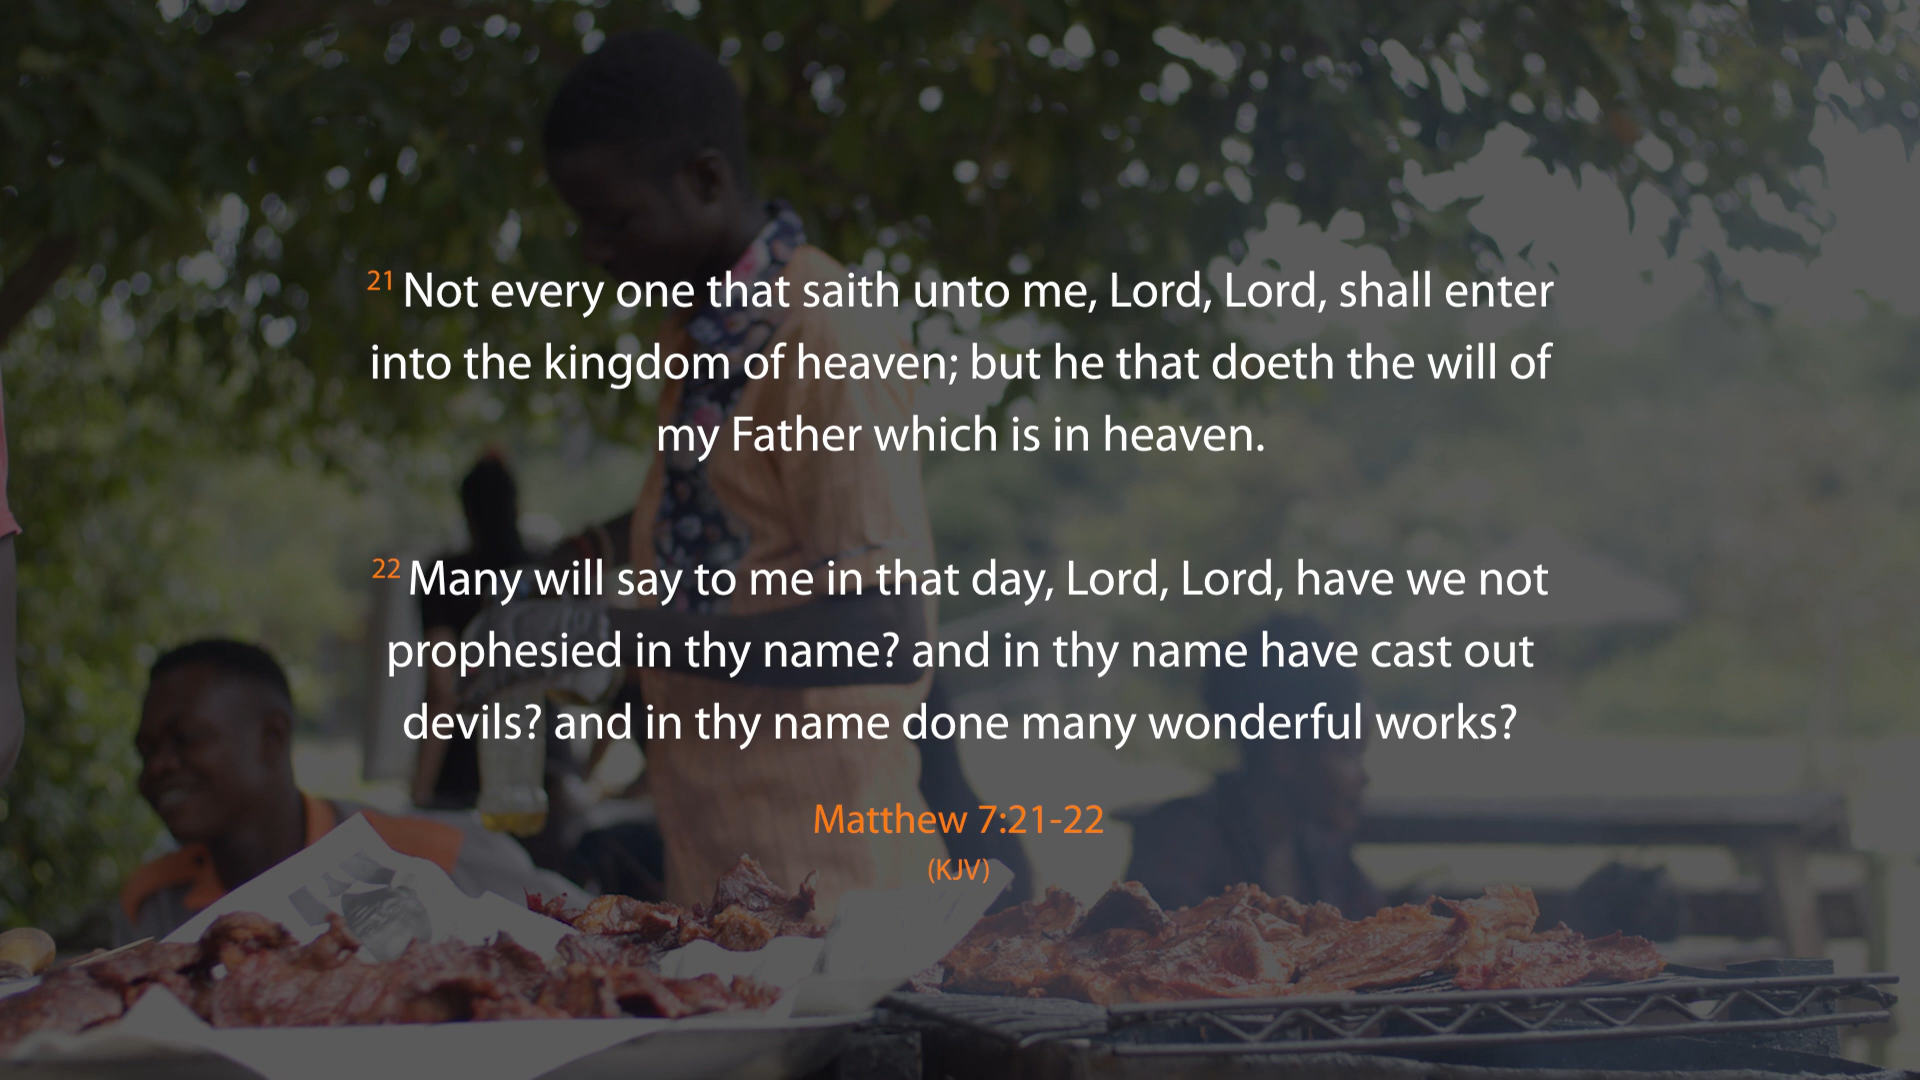 21 Not every one that saith unto me, Lord, Lord, shall enter
into the kingdom of heaven; but he that doeth the will of
my Father which is in heaven.
22 Many will say to me in that day, Lord, Lord, have we not
prophesied in thy name? and in thy name have cast out
devils? and in thy name done many wonderful works?
Matthew 7:21-22
(KJV)